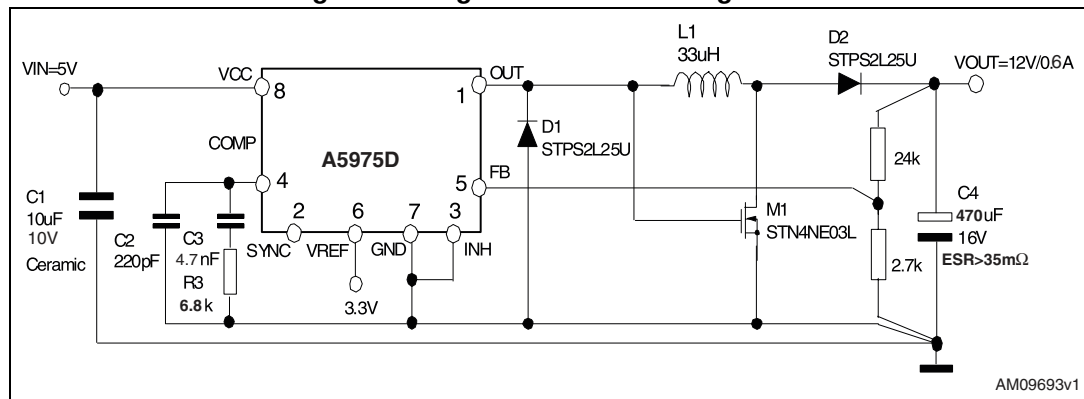 VIN=5V
VCC
8
COMP
4
A5975D
OUT
1
FB
5
2
6
7
3
SYNC
VREF
GND
INH
3.3V
C1
10uF
10V
Ceramic
C2
220pF
C3
4.7nF
R3
6.8k
D1
STPS2L25U
L1
33uH
D2
STPS2L25U
VOUT=12V/0.6A
M1
STN4NE03L
24k
2.7k
C4
470uF
16V
ESR>35mΩ
AM09693v1